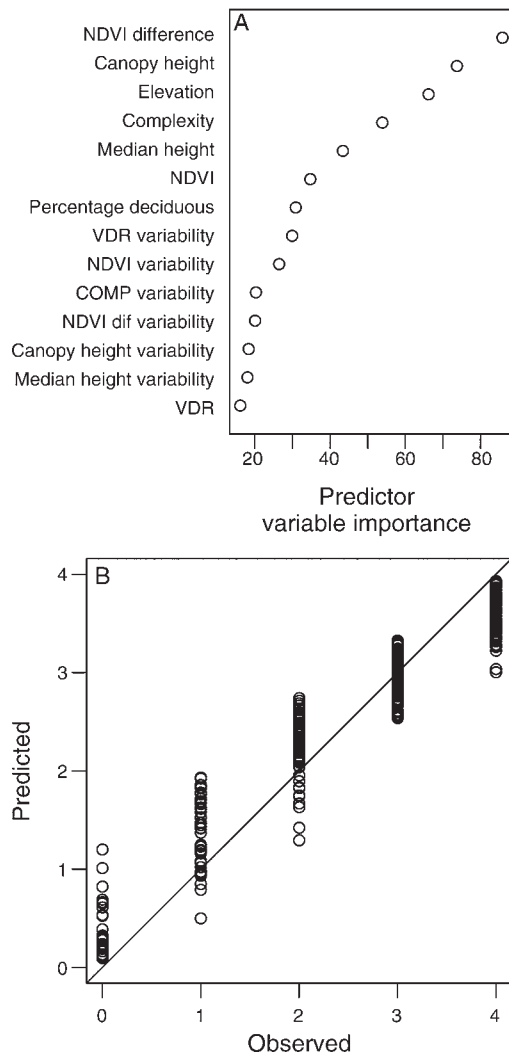 A
NDVI difference
Canopy height
Elevation
Complexity
Median height
NDVI
Percentage deciduous
VDR variability
NDVI variability
COMP variability
NDVI dif variability
Canopy height variability
Median height variability
VDR
20 40 60 80
Predictor
variable importance
B
4
3
2
1
0
Predicted
0 1 2 3 4
Observed